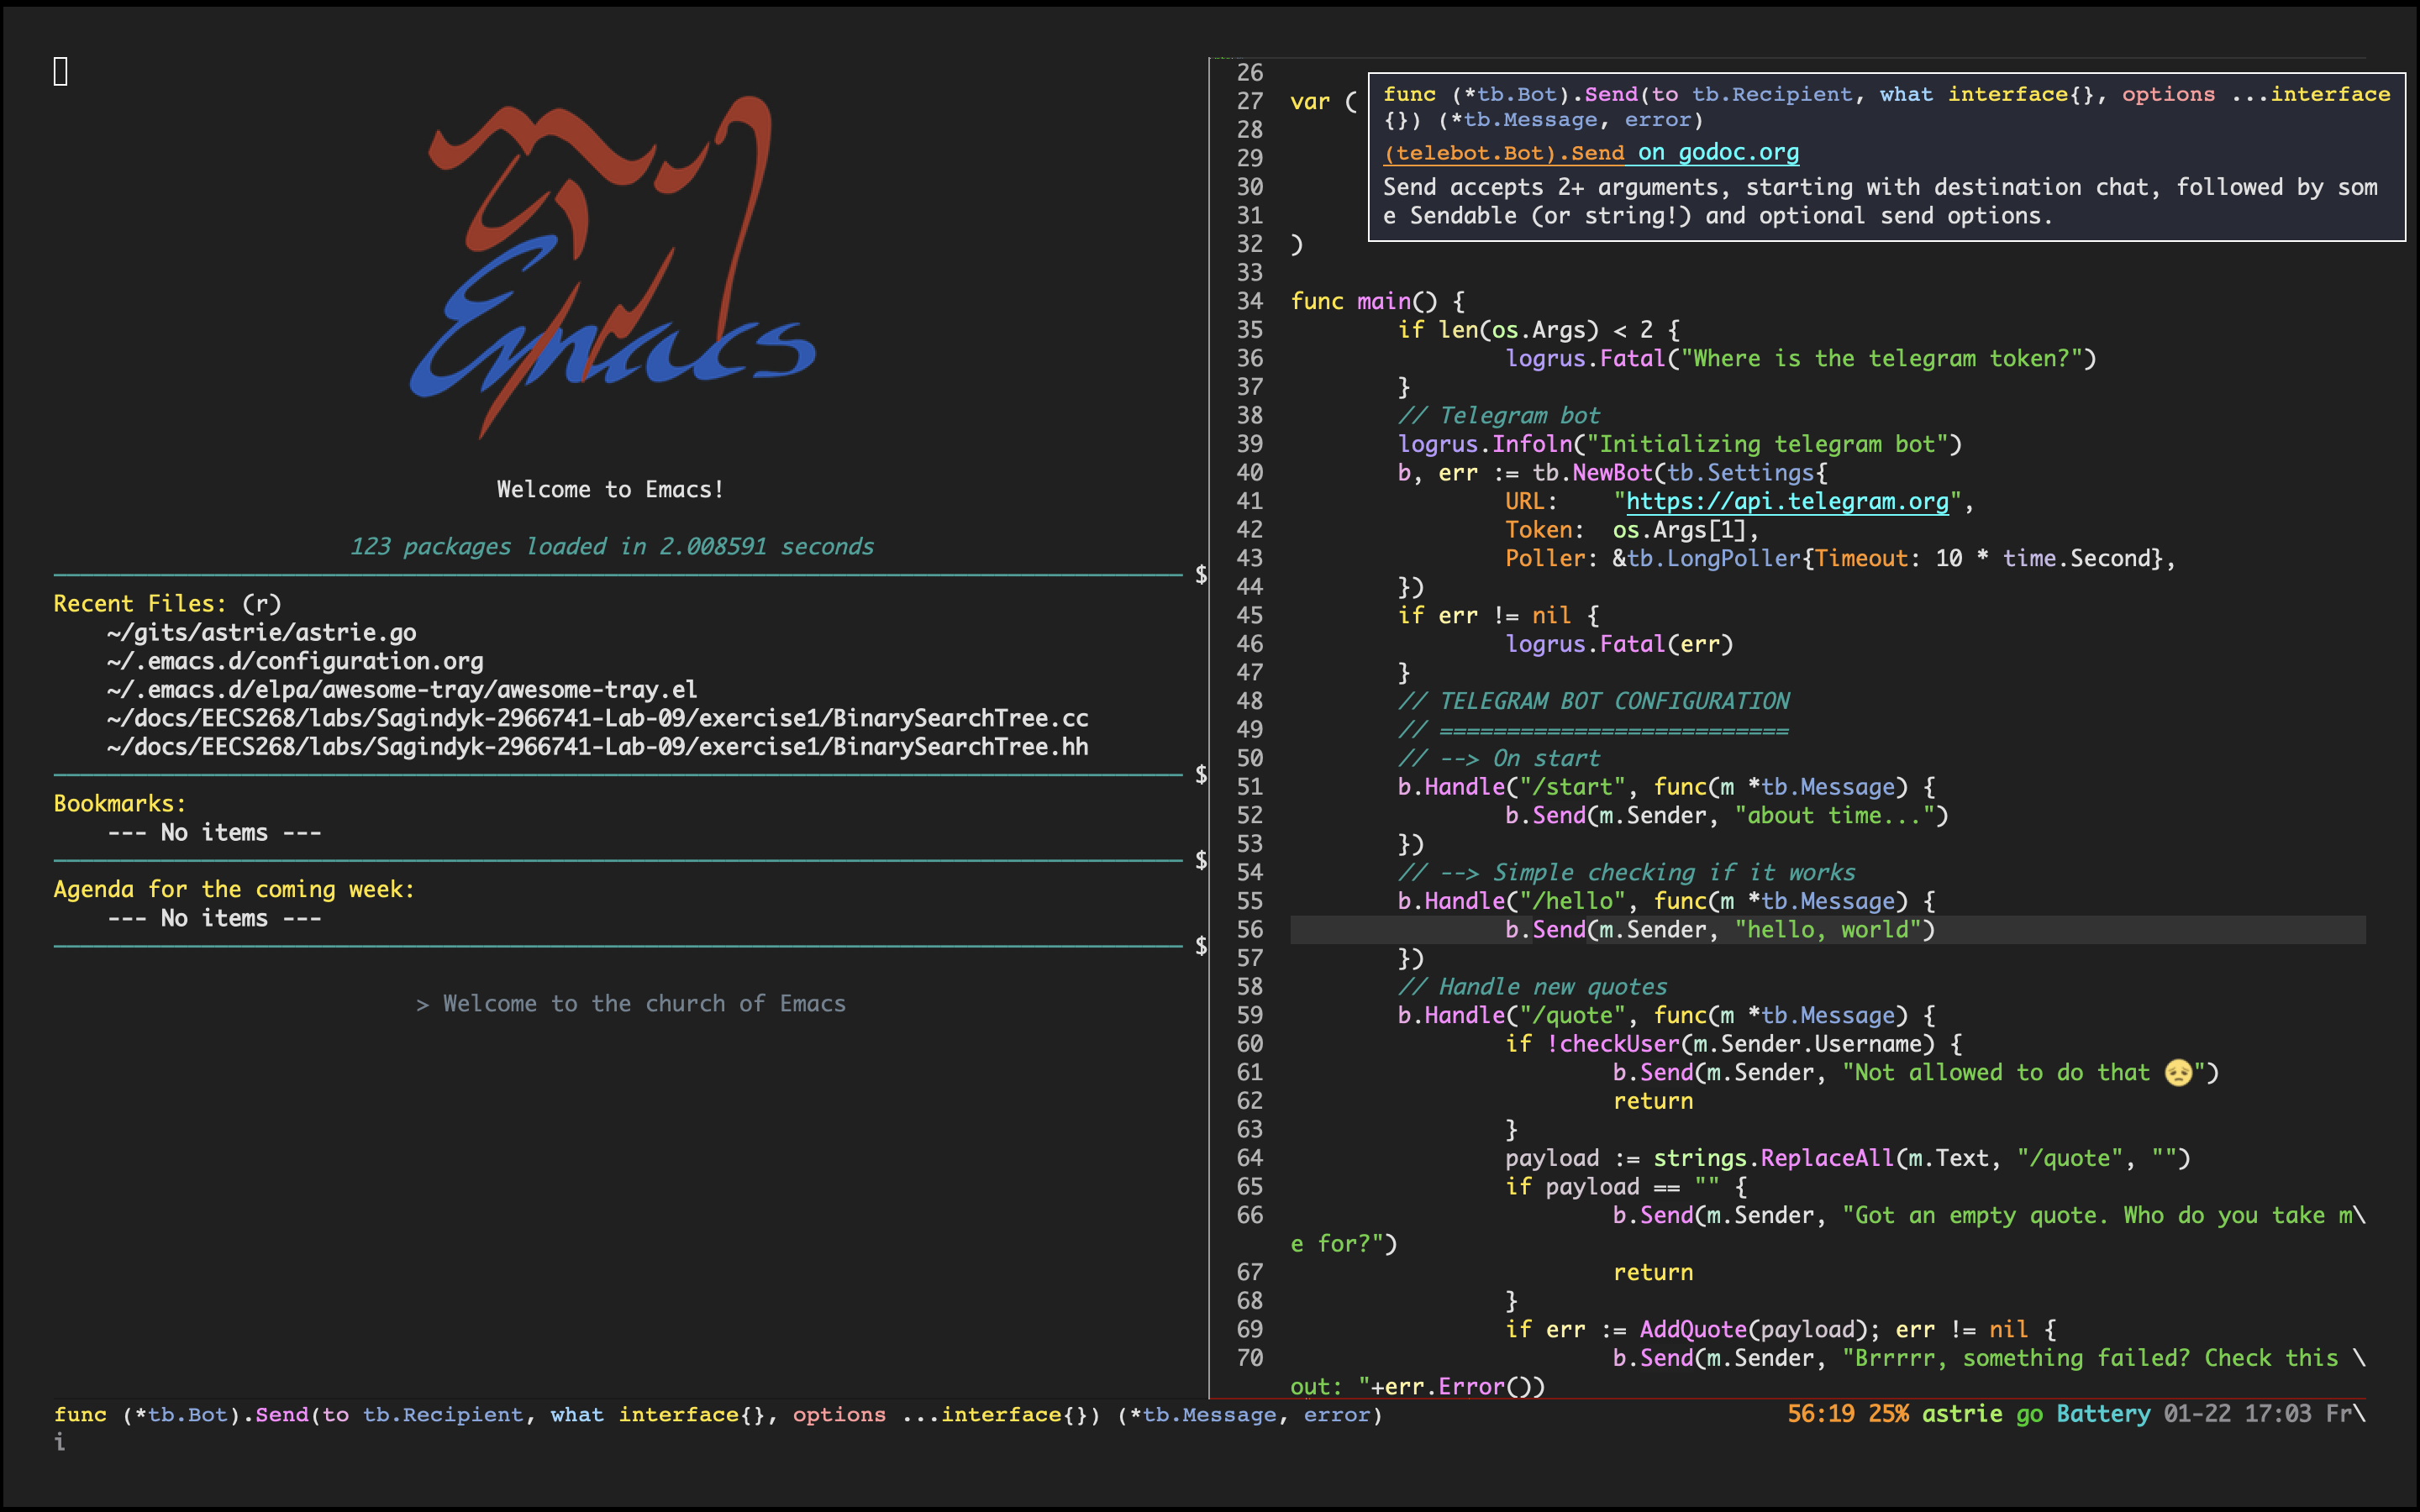 Emacs
Welcome to Emacs!
123 packages loaded in 2.008591 seconds
$
Recent Files: (r)
~/gits/astrie/astrie.go
~/.emacs.d/configuration.org
~/.emacs.d/elpa/awesome-tray/awesome-tray.el
~/docs/EECS268/labs/Sagindyk-2966741-Lab-09/exercise1/BinarySearchTree.cc
~/docs/EECS268/labs/Sagindyk-2966741-Lab-09/exercise1/BinarySearchTree.hh
$
Bookmarks:
--- No items ---
$
Agenda for the coming week:
--- No items ---
$
> Welcome to the church of Emacs
26
27 var (
28
29
30
31
32 )
33
34 func main() {
35 if len(os.Args) < 2 {
36 logrus.Fatal("Where is the telegram token?")
37 }
38 // Telegram bot
39 logrus.Infoln("Initializing telegram bot")
40 b, err := tb.NewBot(tb.Settings{
41 URL: "https://api.telegram.org",
42 Token: os.Args[1],
43 Poller: &tb.LongPoller{Timeout: 10 * time.Second},
44 })
45 if err != nil {
46 logrus.Fatal(err)
47 }
48 // TELEGRAM BOT CONFIGURATION
49 // ==========================
50 // --> On start
51 b.Handle("/start", func(m *tb.Message) {
52 b.Send(m.Sender, "about time...")
53 })
54 // --> Simple checking if it works
55 b.Handle("/hello", func(m *tb.Message) {
56 b.Send(m.Sender, "hello, world")
57 })
58 // Handle new quotes
59 b.Handle("/quote", func(m *tb.Message) {
60 if !checkUser(m.Sender.Username) {
61 b.Send(m.Sender, "Not allowed to do that 😞")
62 return
63 }
64 payload := strings.ReplaceAll(m.Text, "/quote", "")
65 if payload == "" {
66 b.Send(m.Sender, "Got an empty quote. Who do you take m\
e for?")
67 return
68 }
69 if err := AddQuote(payload); err != nil {
70 b.Send(m.Sender, "Brrrrr, something failed? Check this \
out: "+err.Error())
func (*tb.Bot).Send(to tb.Recipient, what interface{}, options ...interface
{}) (*tb.Message, error)
(telebot.Bot).Send on godoc.org
Send accepts 2+ arguments, starting with destination chat, followed by som
e Sendable (or string!) and optional send options.
func (*tb.Bot).Send(to tb.Recipient, what interface{}, options ...interface{}) (*tb.Message, error) 56:19 25% astrie go Battery 01-22 17:03 Fr\
i